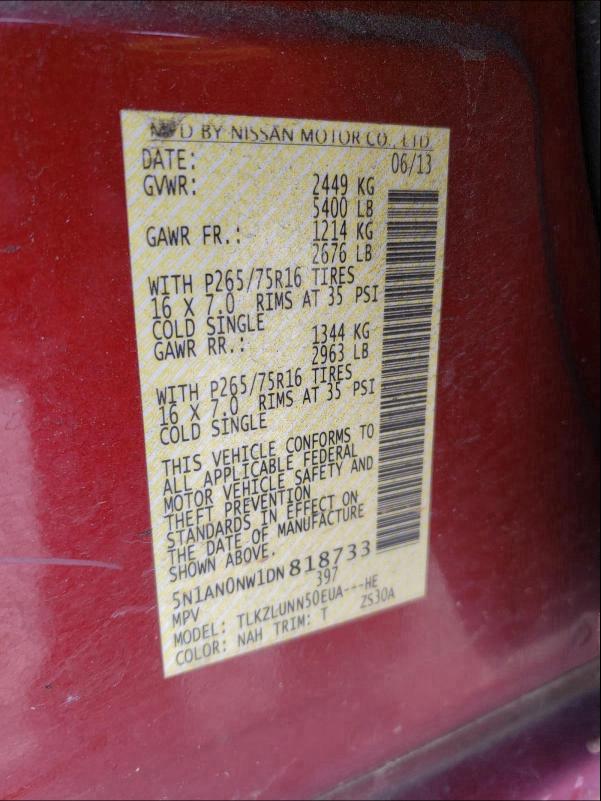 MFD BY NISSAN MOTOR CO., LTD.
DATE: 06/13
GVWR: 2449 KG
5400 LB
GAWR FR.: 1214 KG
2676 LB
WITH P265/75R16 TIRES
16 X 7.0 RIMS AT 35 PSI
COLD SINGLE
GAWR RR.: 1344 KG
2963 LB
WITH P265/75R16 TIRES
16 X 7.0 RIMS AT 35 PSI
COLD SINGLE
THIS VEHICLE CONFORMS TO
ALL APPLICABLE FEDERAL
MOTOR VEHICLE SAFETY AND
THEFT PREVENTION
STANDARDS IN EFFECT ON
THE DATE OF MANUFACTURE
SHOWN ABOVE.
5N1AN0NW1DN818733
MPV 397
MODEL: TLKZLUNN50EUA---HE
COLOR: NAH TRIM: T ZS30A